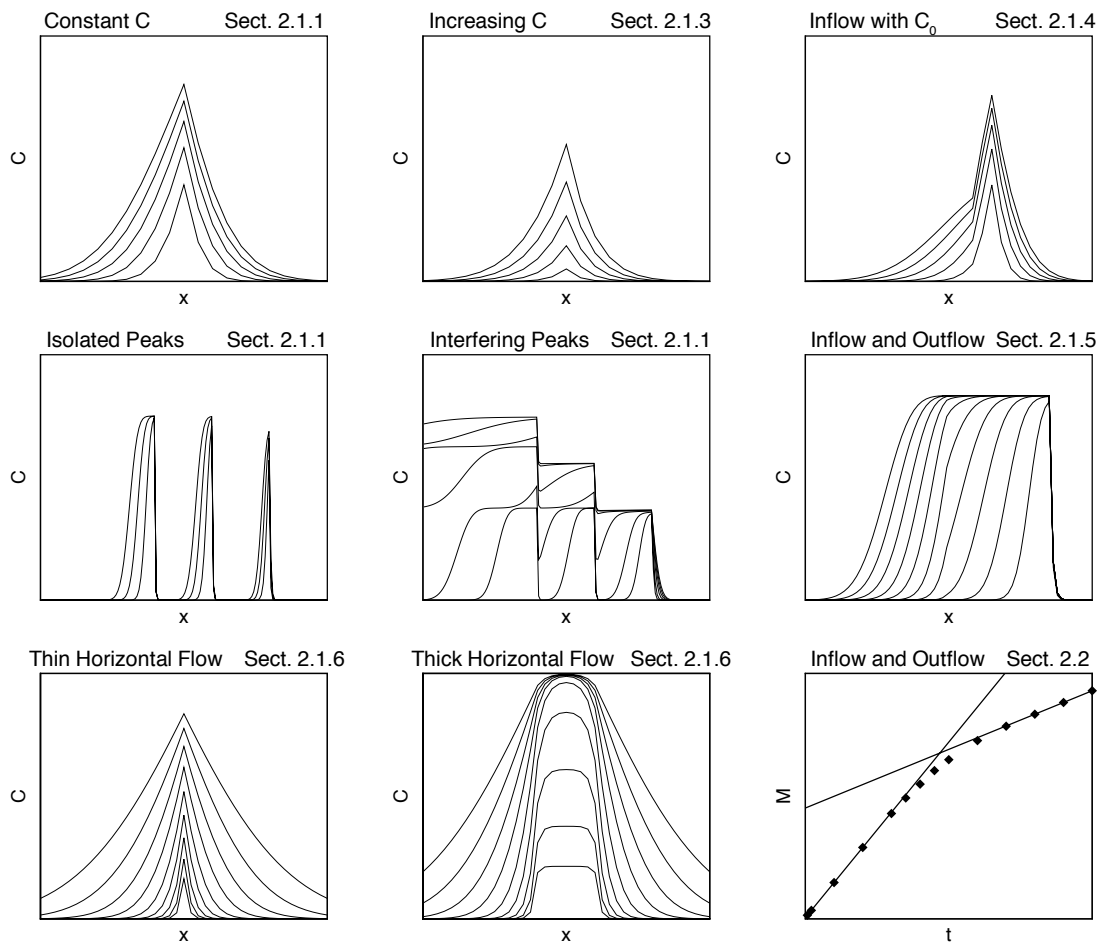 Constant C Sect. 2.1.1
C
x
Increasing C Sect. 2.1.3
C
x
Inflow with C₀ Sect. 2.1.4
C
x
Isolated Peaks Sect. 2.1.1
C
x
Interfering Peaks Sect. 2.1.1
C
x
Inflow and Outflow Sect. 2.1.5
C
x
Thin Horizontal Flow Sect. 2.1.6
C
x
Thick Horizontal Flow Sect. 2.1.6
C
x
Inflow and Outflow Sect. 2.2
M
t